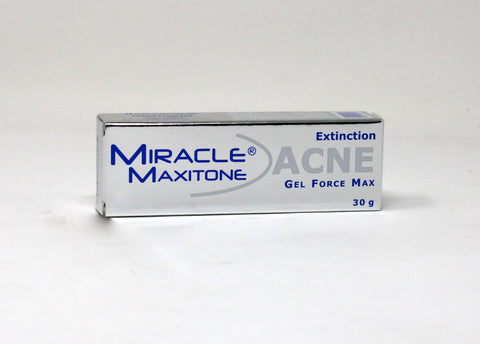 MIRACLE®
MAXITONE
Extinction
ACNE
GEL FORCE MAX
30 g